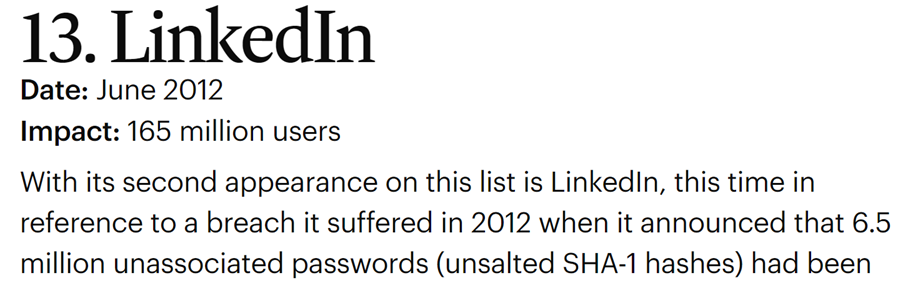 13. LinkedIn
Date: June 2012
Impact: 165 million users
With its second appearance on this list is LinkedIn, this time in
reference to a breach it suffered in 2012 when it announced that 6.5
million unassociated passwords (unsalted SHA-1 hashes) had been